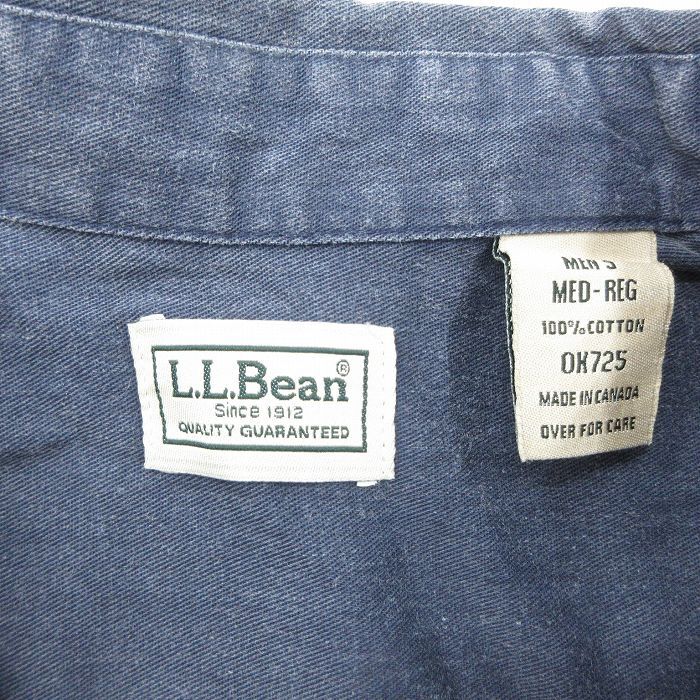 L.L.Bean®
Since 1912
QUALITY GUARANTEED
MEN'S
MED-REG
100% COTTON
OK725
MADE IN CANADA
OVER FOR CARE